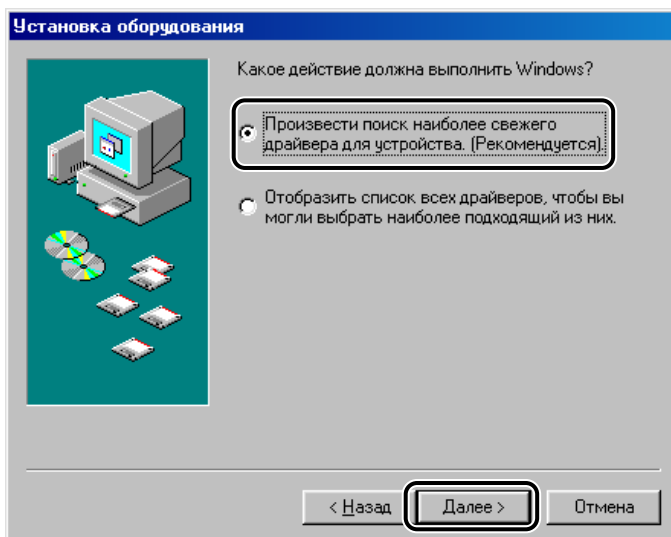 Установка оборудования
Какое действие должна выполнить Windows?
Произвести поиск наиболее свежего
драйвера для устройства. (Рекомендуется).
Отобразить список всех драйверов, чтобы вы
могли выбрать наиболее подходящий из них.
< Назад
Далее >
Отмена